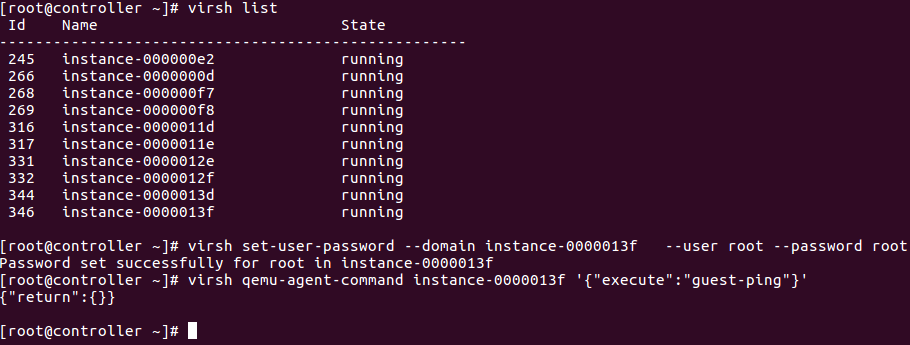 [root@controller ~]# virsh list
 Id    Name                           State
----------------------------------------------------
 245   instance-000000e2              running
 266   instance-0000000d              running
 268   instance-000000f7              running
 269   instance-000000f8              running
 316   instance-0000011d              running
 317   instance-0000011e              running
 331   instance-0000012e              running
 332   instance-0000012f              running
 344   instance-0000013d              running
 346   instance-0000013f              running
[root@controller ~]# virsh set-user-password --domain instance-0000013f   --user root --password root
Password set successfully for root in instance-0000013f
[root@controller ~]# virsh qemu-agent-command instance-0000013f '{"execute":"guest-ping"}'
{"return":{}}
[root@controller ~]#